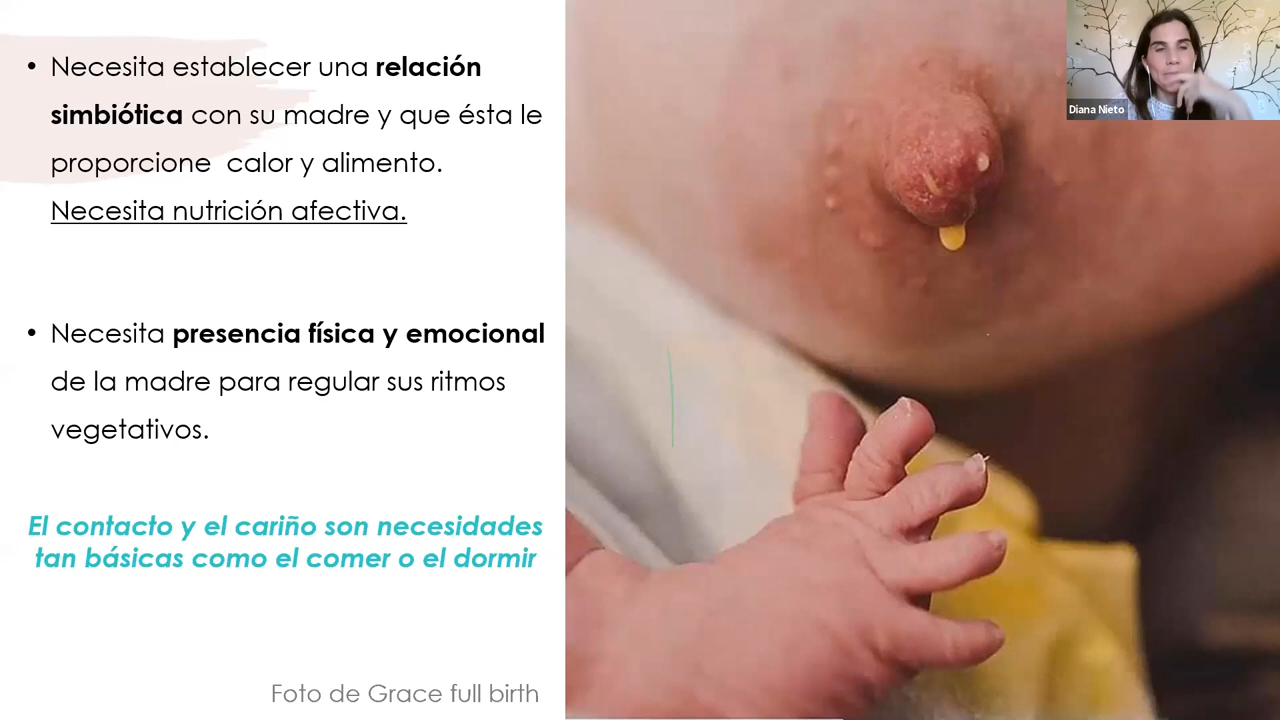 • Necesita establecer una relación
simbiótica con su madre y que ésta le
proporcione calor y alimento.
Necesita nutrición afectiva.
• Necesita presencia física y emocional
de la madre para regular sus ritmos
vegetativos.
El contacto y el cariño son necesidades
tan básicas como el comer o el dormir
Foto de Grace full birth
Diana Nieto